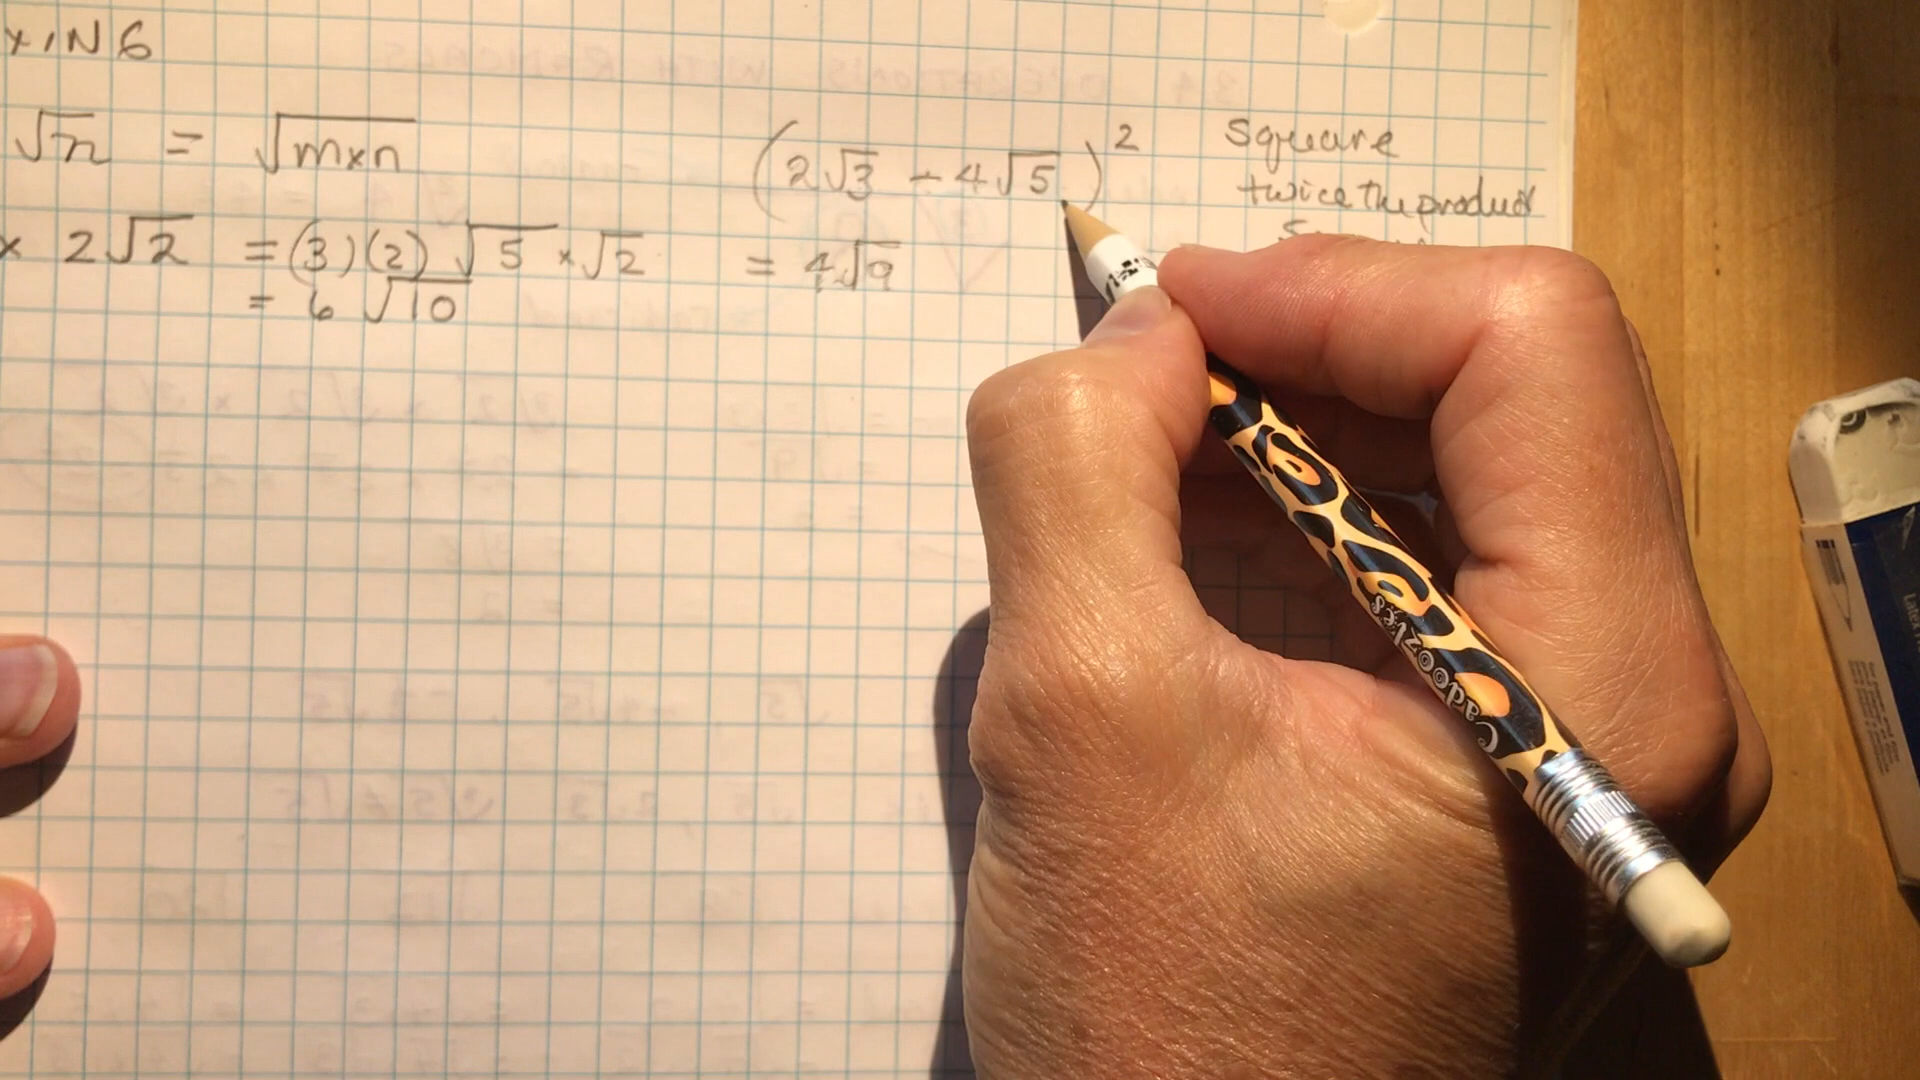 XING
√n = √m×n
× 2√2 = (3)(2) √5 × √2
= 6 √10
(2√3 - 4√5)²
= 4√9
Square
twice the product
Cadoozles
Latex